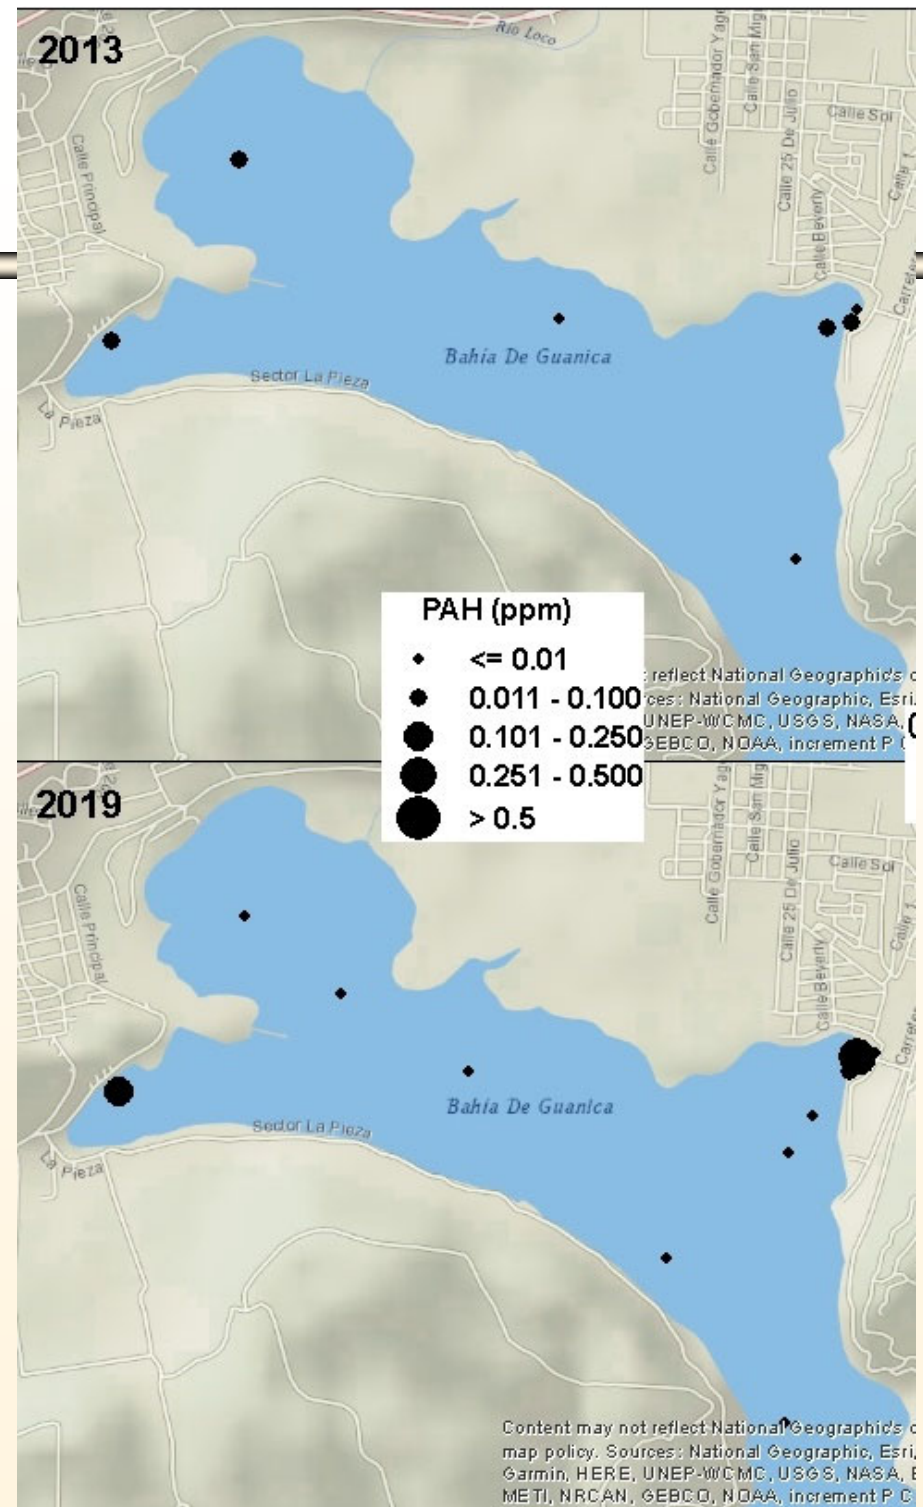 2013
Rio Loco
Calle Gobernador Yag
Calle San Mig
Calle Sol
Calle 25 De Julio
Calle Beverly
Calle 1
Calle Principal
Bahía De Guanica
Sector La Pieza
La Pieza
PAH (ppm)
<= 0.01
0.011 - 0.100
0.101 - 0.250
0.251 - 0.500
> 0.5
reflect National Geographic's
National Geographic, Esri,
UNEP-WCMC, USGS, NASA,
GEBCO, NOAA, increment P
2019
Calle Gobernador Yag
Calle San Mig
Calle Sol
Calle 25 De Julio
Calle Beverly
Calle 1
Calle Principal
Bahía De Guanica
Sector La Pieza
La Pieza
Content may not reflect National Geographic's
map policy. Sources: National Geographic, Esri,
Garmin, HERE, UNEP-WCMC, USGS, NASA, E
METI, NRCAN, GEBCO, NOAA, increment P C